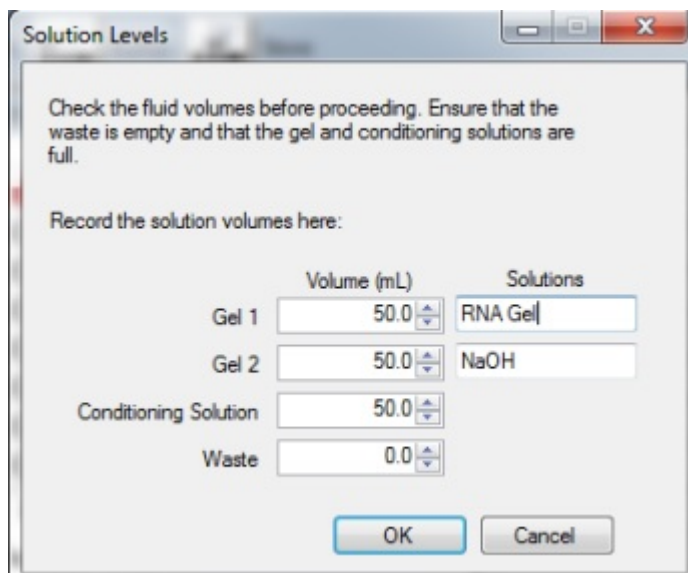 Solution Levels
Check the fluid volumes before proceeding. Ensure that the
waste is empty and that the gel and conditioning solutions are
full.
Record the solution volumes here:
Volume (mL) Solutions
Gel 1 50.0 RNA Gel
Gel 2 50.0 NaOH
Conditioning Solution 50.0
Waste 0.0
OK Cancel